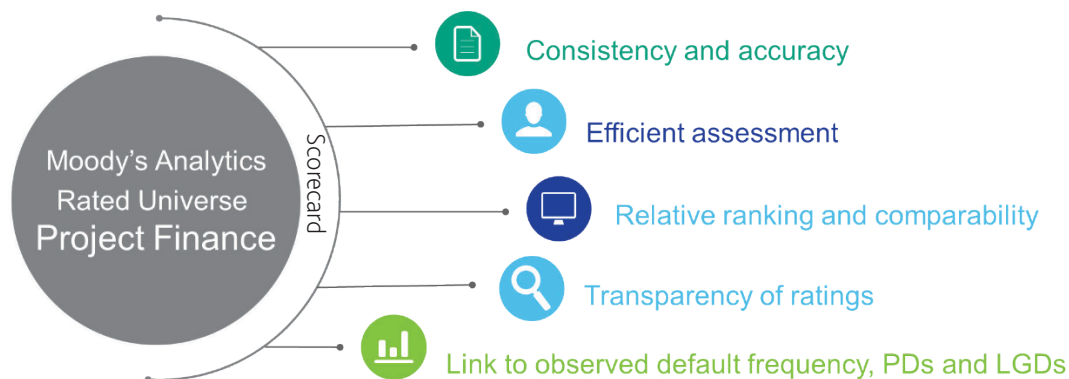 Moody's Analytics
Rated Universe
Project Finance
Scorecard
Consistency and accuracy
Efficient assessment
Relative ranking and comparability
Transparency of ratings
Link to observed default frequency, PDs and LGDs